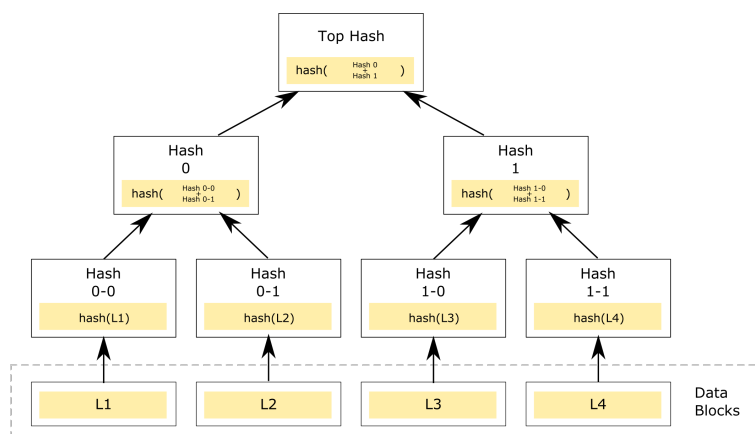 Top Hash
hash( Hash 0 + Hash 1 )
Hash
0
hash( Hash 0-0 + Hash 0-1 )
Hash
1
hash( Hash 1-0 + Hash 1-1 )
Hash
0-0
hash(L1)
Hash
0-1
hash(L2)
Hash
1-0
hash(L3)
Hash
1-1
hash(L4)
L1
L2
L3
L4
Data
Blocks